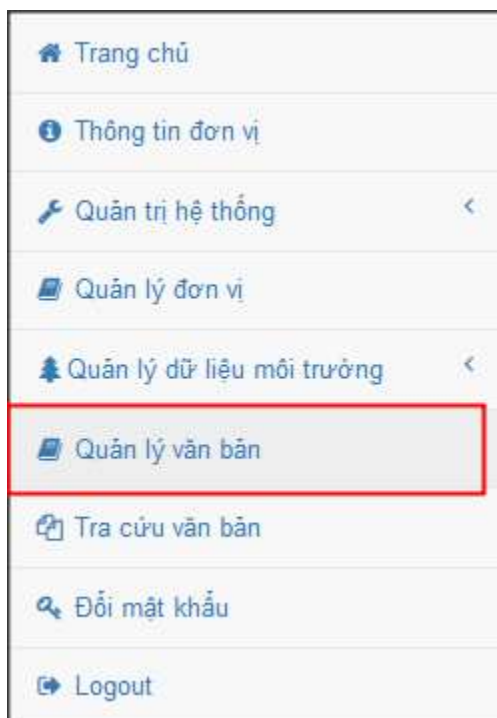 Trang chủ
Thông tin đơn vị
Quản trị hệ thống
Quản lý đơn vị
Quản lý dữ liệu môi trường
Quản lý văn bản
Tra cứu văn bản
Đổi mật khẩu
Logout